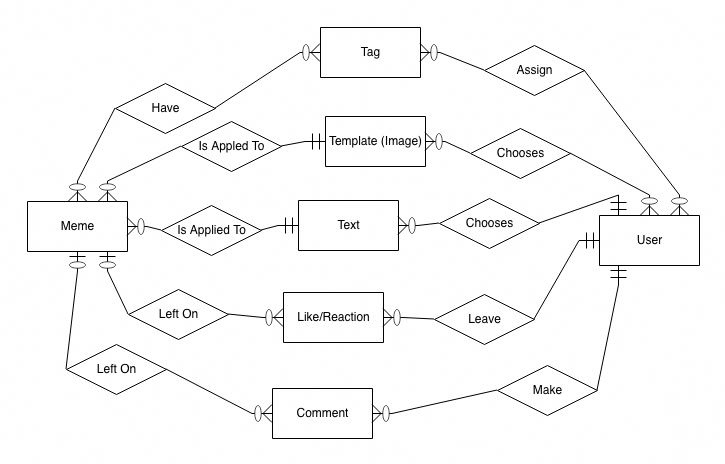 Tag
Assign
Have
Is Appled To
Template (Image)
Chooses
Meme
Is Applied To
Text
Chooses
User
Left On
Like/Reaction
Leave
Left On
Comment
Make